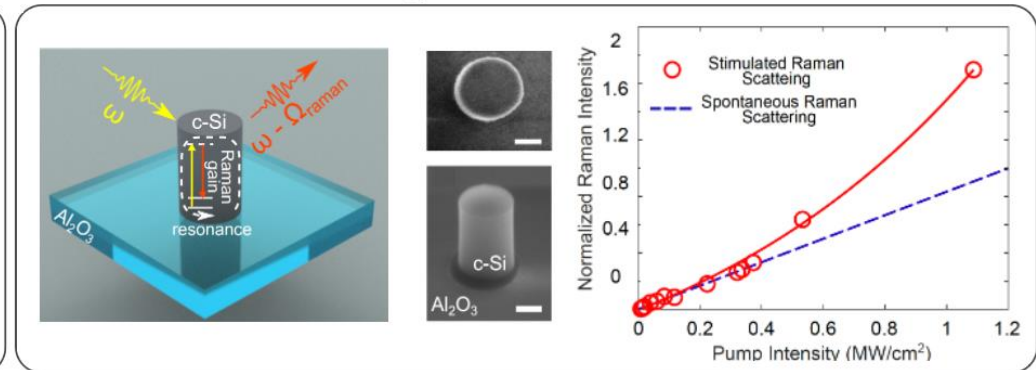 ω
c-Si
ω - Ωraman
Raman
gain
resonance
Al2O3
c-Si
Al2O3
Normalized Raman Intensity
2
1.6
1.2
0.8
0.4
0
Stimulated Raman
Scatteing
Spontaneous Raman
Scattering
0 0.2 0.4 0.6 0.8 1 1.2
Pump Intensity (MW/cm2)